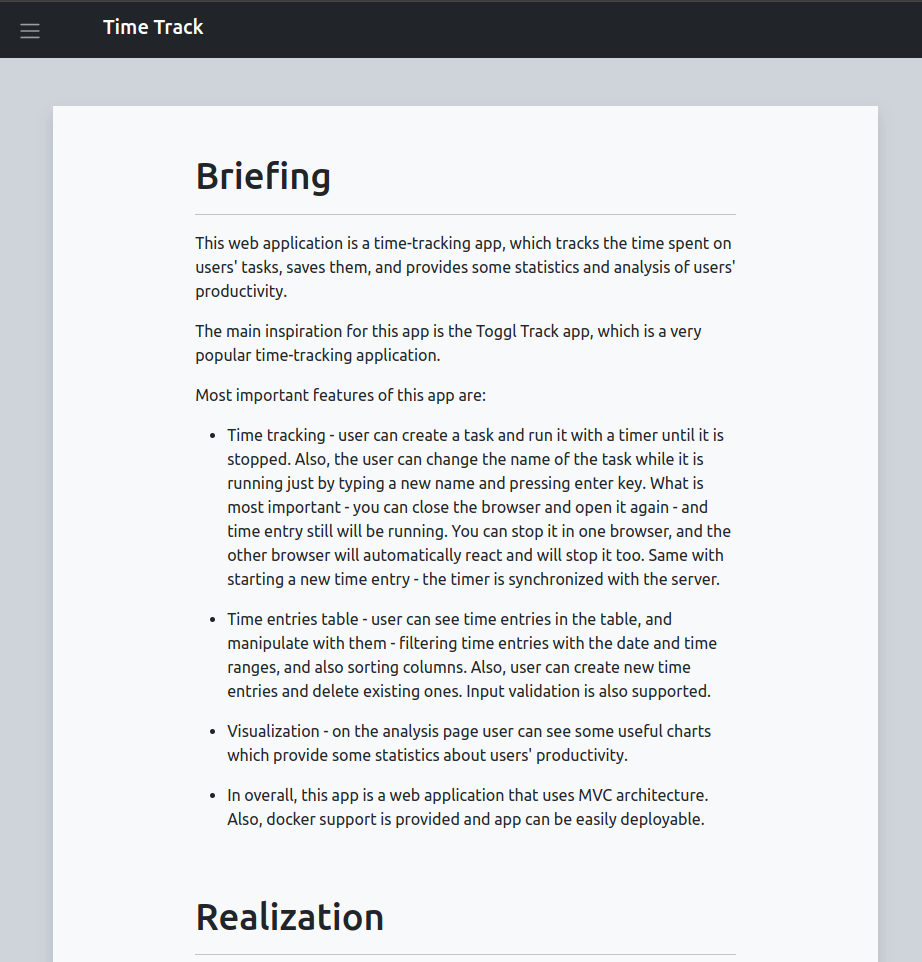 Time Track
Briefing
This web application is a time-tracking app, which tracks the time spent on
users' tasks, saves them, and provides some statistics and analysis of users'
productivity.
The main inspiration for this app is the Toggl Track app, which is a very
popular time-tracking application.
Most important features of this app are:
• Time tracking - user can create a task and run it with a timer until it is
stopped. Also, the user can change the name of the task while it is
running just by typing a new name and pressing enter key. What is
most important - you can close the browser and open it again - and
time entry still will be running. You can stop it in one browser, and the
other browser will automatically react and will stop it too. Same with
starting a new time entry - the timer is synchronized with the server.
• Time entries table - user can see time entries in the table, and
manipulate with them - filtering time entries with the date and time
ranges, and also sorting columns. Also, user can create new time
entries and delete existing ones. Input validation is also supported.
• Visualization - on the analysis page user can see some useful charts
which provide some statistics about users' productivity.
• In overall, this app is a web application that uses MVC architecture.
Also, docker support is provided and app can be easily deployable.
Realization